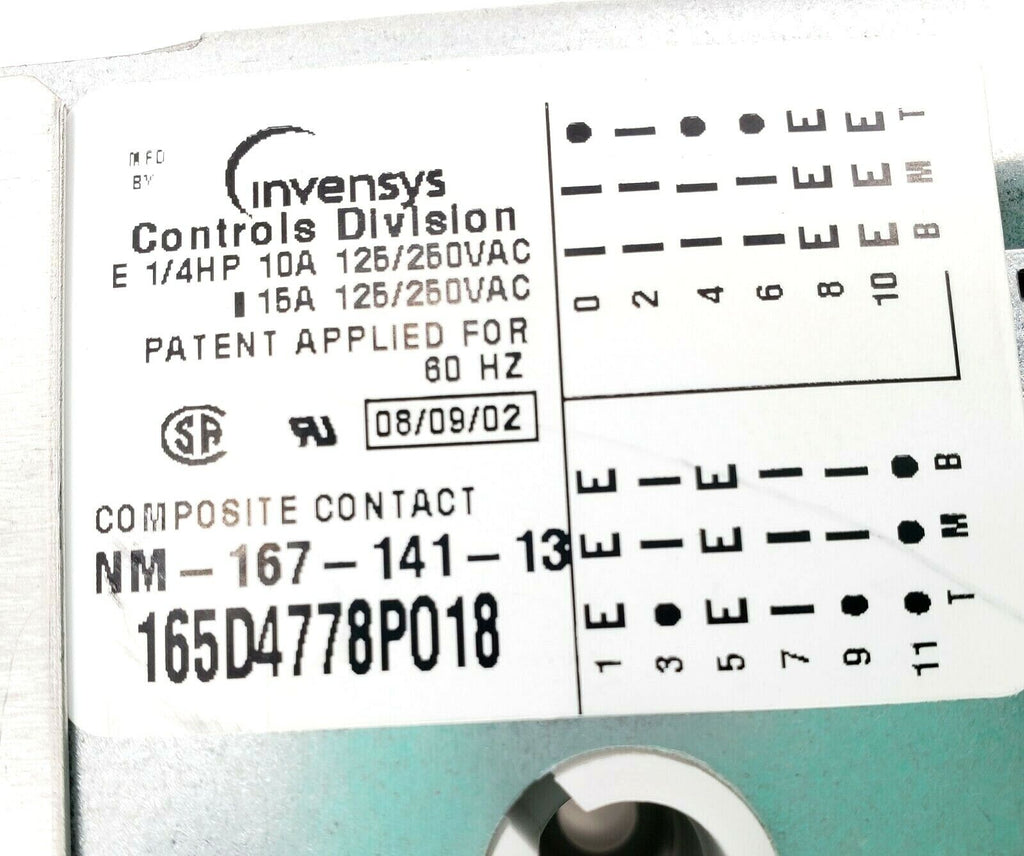 MFD
BY
invensys
Controls Division
E 1/4HP 10A 125/250VAC
▮ 15A 125/250VAC
PATENT APPLIED FOR
60 HZ
SA
08/09/02
COMPOSITE CONTACT
NM-167-141-13
165D4778P018
● | ● ● E E T
| | | | E E M
| | | | E E B
0 2 4 6 8 10
E | E | | ● B
E | E | | ● M
E ● E | ● ● T
1 3 5 7 9 11